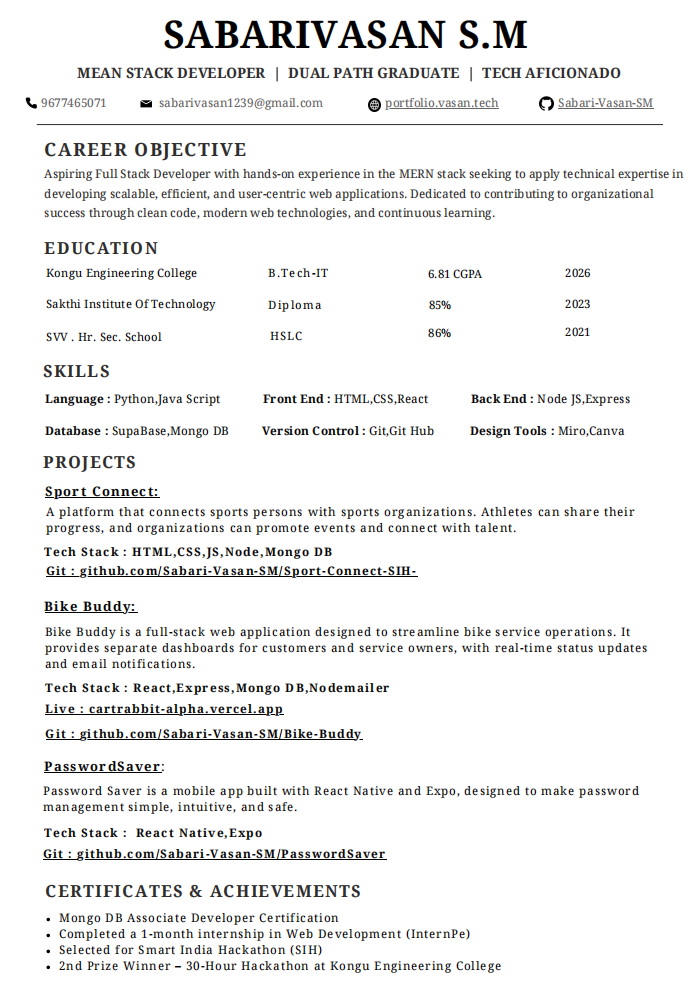 SABARIVASAN S.M
MEAN STACK DEVELOPER | DUAL PATH GRADUATE | TECH AFICIONADO
9677465071 sabarivasan1239@gmail.com portfolio.vasan.tech Sabari-Vasan-SM
CAREER OBJECTIVE
Aspiring Full Stack Developer with hands-on experience in the MERN stack seeking to apply technical expertise in
developing scalable, efficient, and user-centric web applications. Dedicated to contributing to organizational
success through clean code, modern web technologies, and continuous learning.
EDUCATION
Kongu Engineering College B.Tech-IT 6.81 CGPA 2026
Sakthi Institute Of Technology Diploma 85% 2023
SVV . Hr. Sec. School HSLC 86% 2021
SKILLS
Language : Python,Java Script Front End : HTML,CSS,React Back End : Node JS,Express
Database : SupaBase,Mongo DB Version Control : Git,Git Hub Design Tools : Miro,Canva
PROJECTS
Sport Connect:
A platform that connects sports persons with sports organizations. Athletes can share their
progress, and organizations can promote events and connect with talent.
Tech Stack : HTML,CSS,JS,Node,Mongo DB
Git : github.com/Sabari-Vasan-SM/Sport-Connect-SIH-
Bike Buddy:
Bike Buddy is a full-stack web application designed to streamline bike service operations. It
provides separate dashboards for customers and service owners, with real-time status updates
and email notifications.
Tech Stack : React,Express,Mongo DB,Nodemailer
Live : cartrabbit-alpha.vercel.app
Git : github.com/Sabari-Vasan-SM/Bike-Buddy
PasswordSaver:
Password Saver is a mobile app built with React Native and Expo, designed to make password
management simple, intuitive, and safe.
Tech Stack : React Native,Expo
Git : github.com/Sabari-Vasan-SM/PasswordSaver
CERTIFICATES & ACHIEVEMENTS
• Mongo DB Associate Developer Certification
• Completed a 1-month internship in Web Development (InternPe)
• Selected for Smart India Hackathon (SIH)
• 2nd Prize Winner – 30-Hour Hackathon at Kongu Engineering College